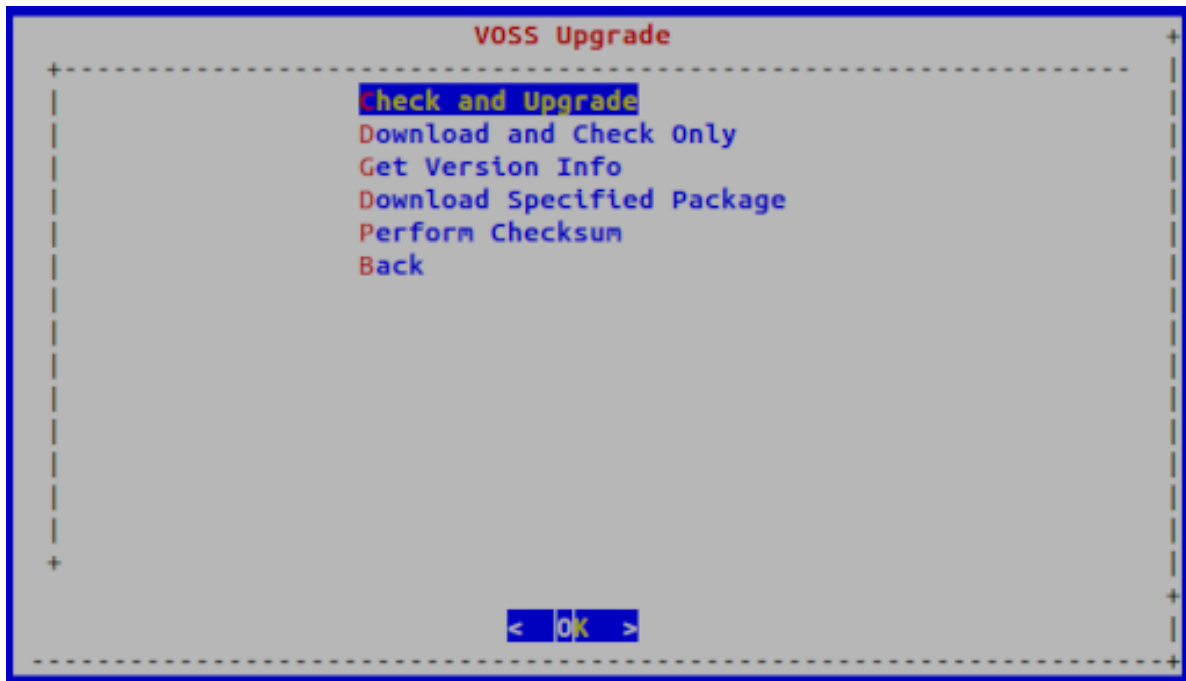 VOSS Upgrade
Check and Upgrade
Download and Check Only
Get Version Info
Download Specified Package
Perform Checksum
Back
< OK >